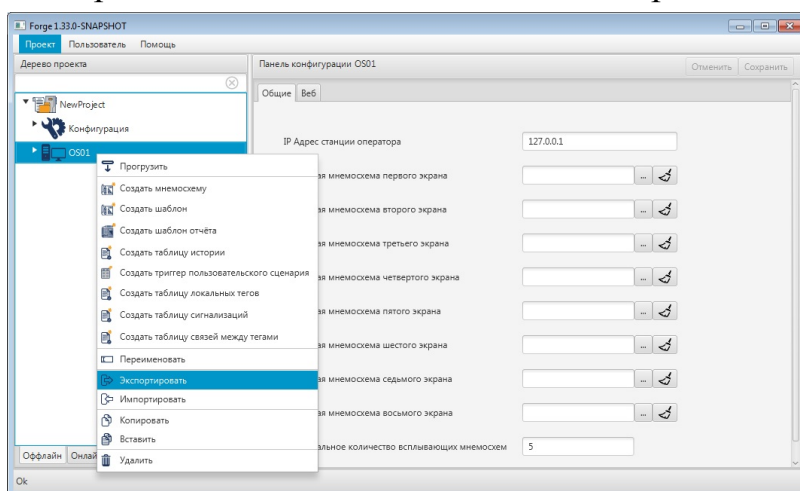 Forge 1.33.0-SNAPSHOT
Проект Пользователь Помощь
Дерево проекта
Панель конфигурации OS01
Отменить Сохранить
Общие Веб
NewProject
Конфигурация
OS01
IP Адрес станции оператора 127.0.0.1
Прогрузить
ая мнемосхема первого экрана ...
Создать мнемосхему
Создать шаблон
ая мнемосхема второго экрана ...
Создать шаблон отчёта
ая мнемосхема третьего экрана ...
Создать таблицу истории
Создать триггер пользовательского сценария
ая мнемосхема четвертого экрана ...
Создать таблицу локальных тегов
Создать таблицу сигнализаций
ая мнемосхема пятого экрана ...
Создать таблицу связей между тегами
ая мнемосхема шестого экрана ...
Переименовать
Экспортировать
ая мнемосхема седьмого экрана ...
Импортировать
Копировать
ая мнемосхема восьмого экрана ...
Вставить
альное количество всплывающих мнемосхем 5
Оффлайн Онлай
Удалить
Ok